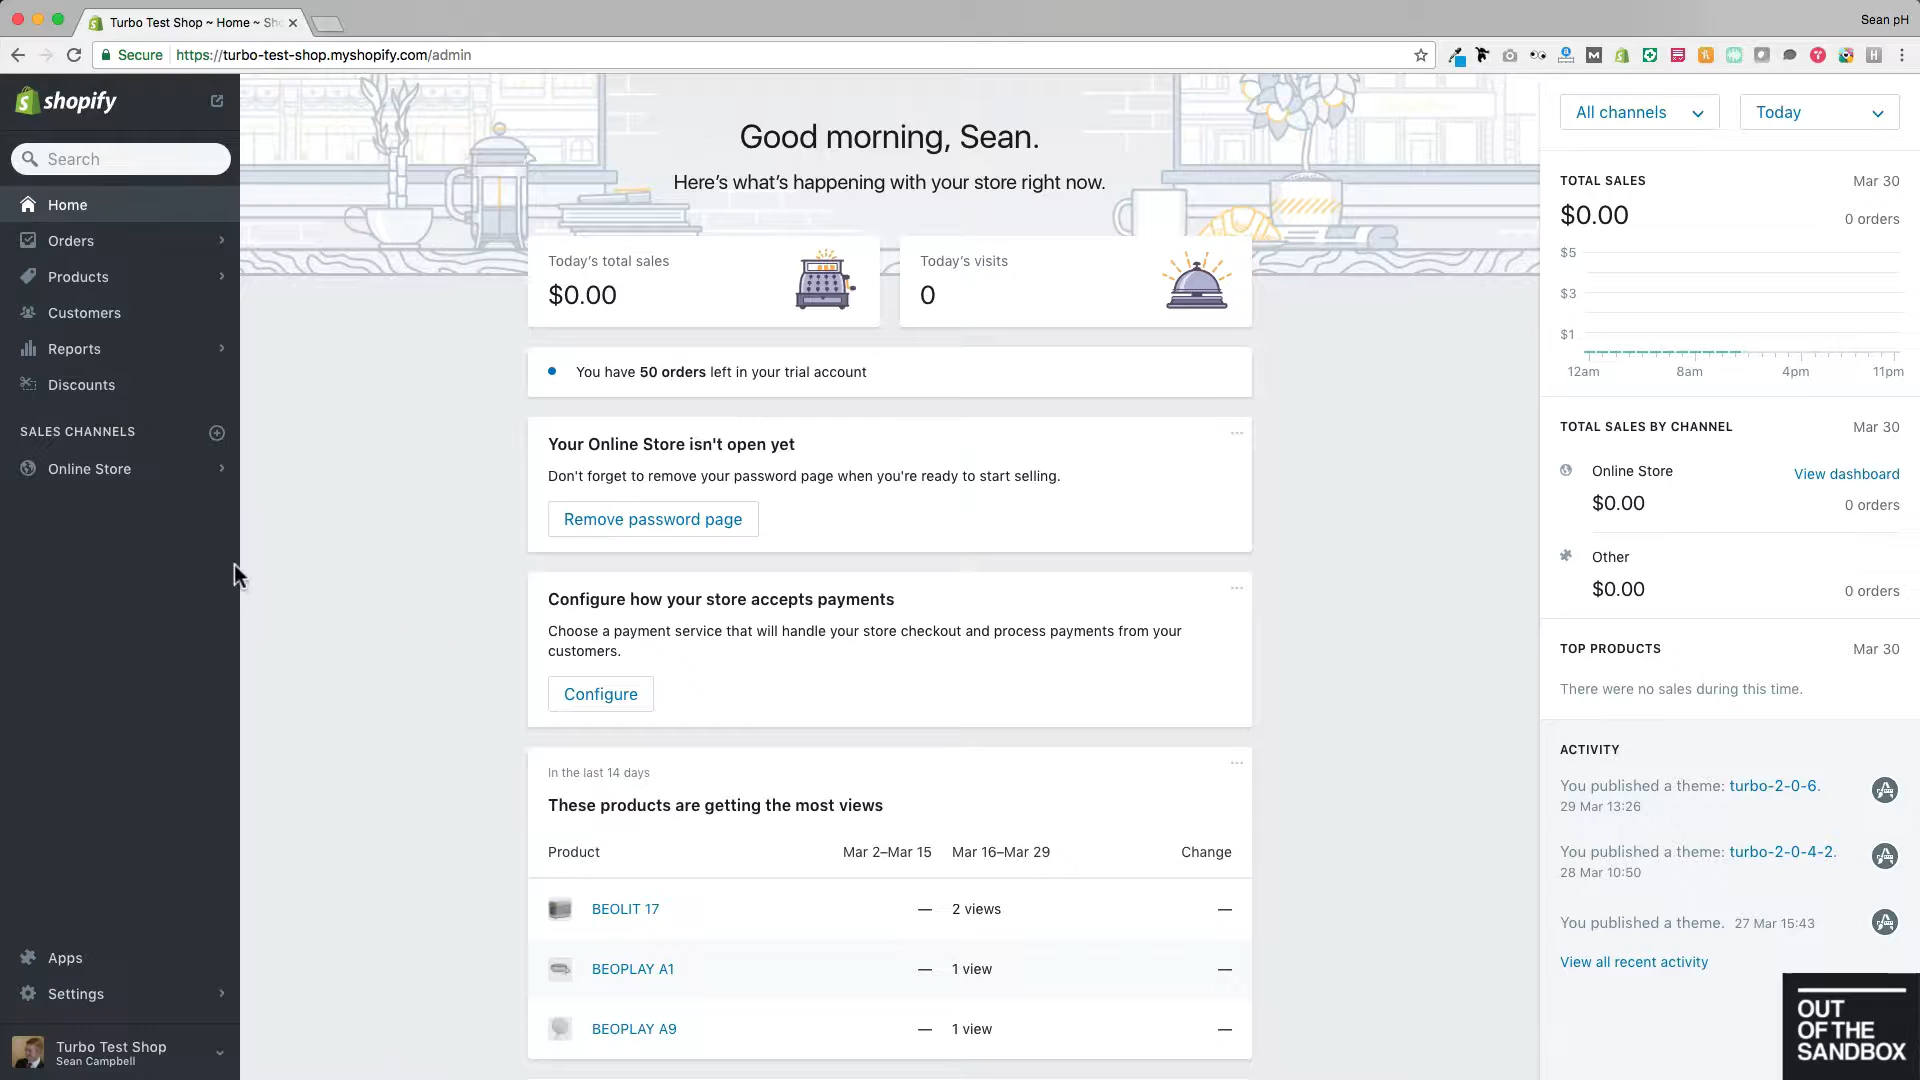 Turbo Test Shop ~ Home ~ Sh
Sean pH
Secure
https://turbo-test-shop.myshopify.com/admin
shopify
Search
Home
Orders
Products
Customers
Reports
Discounts
SALES CHANNELS
Online Store
Apps
Settings
Turbo Test Shop
Sean Campbell
Good morning, Sean.
Here’s what’s happening with your store right now.
Today’s total sales
$0.00
Today’s visits
0
You have 50 orders left in your trial account
Your Online Store isn't open yet
Don't forget to remove your password page when you're ready to start selling.
Remove password page
Configure how your store accepts payments
Choose a payment service that will handle your store checkout and process payments from your
customers.
Configure
In the last 14 days
These products are getting the most views
Product Mar 2–Mar 15 Mar 16–Mar 29 Change
BEOLIT 17 — 2 views —
BEOPLAY A1 — 1 view —
BEOPLAY A9 — 1 view —
All channels
Today
TOTAL SALES Mar 30
$0.00 0 orders
$5
$3
$1
12am 8am 4pm 11pm
TOTAL SALES BY CHANNEL Mar 30
Online Store View dashboard
$0.00 0 orders
Other
$0.00 0 orders
TOP PRODUCTS Mar 30
There were no sales during this time.
ACTIVITY
You published a theme: turbo-2-0-6.
29 Mar 13:26
You published a theme: turbo-2-0-4-2.
28 Mar 10:50
You published a theme. 27 Mar 15:43
View all recent activity
OUT
OF THE
SANDBOX